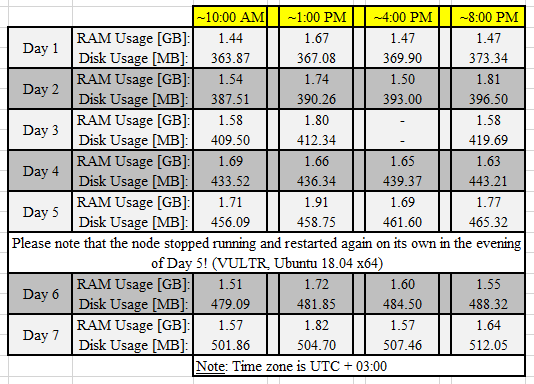 ~10:00 AM ~1:00 PM ~4:00 PM ~8:00 PM
Day 1
RAM Usage [GB]: 1.44 1.67 1.47 1.47
Disk Usage [MB]: 363.87 367.08 369.90 373.34
Day 2
RAM Usage [GB]: 1.54 1.74 1.50 1.81
Disk Usage [MB]: 387.51 390.26 393.00 396.50
Day 3
RAM Usage [GB]: 1.58 1.80 - 1.58
Disk Usage [MB]: 409.50 412.34 - 419.69
Day 4
RAM Usage [GB]: 1.69 1.66 1.65 1.63
Disk Usage [MB]: 433.52 436.34 439.37 443.21
Day 5
RAM Usage [GB]: 1.71 1.91 1.69 1.77
Disk Usage [MB]: 456.09 458.75 461.60 465.32
Please note that the node stopped running and restarted again on its own in the evening
of Day 5! (VULTR, Ubuntu 18.04 x64)
Day 6
RAM Usage [GB]: 1.51 1.72 1.60 1.55
Disk Usage [MB]: 479.09 481.85 484.50 488.32
Day 7
RAM Usage [GB]: 1.57 1.82 1.57 1.64
Disk Usage [MB]: 501.86 504.70 507.46 512.05
Note: Time zone is UTC + 03:00